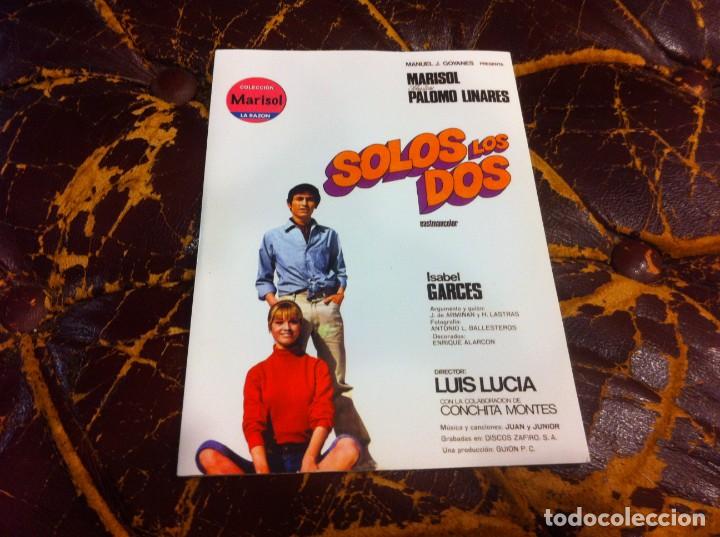 MANUEL J. GOYANES PRESENTA
COLECCIÓN
Marisol
LA RAZON
MARISOL
PALOMO LINARES
SOLOS LOS
DOS
eastmancolor
Isabel
GARCES
Argumento y guión:
J. de ARMIÑAN y H. LASTRAS
Fotografía:
ANTONIO L. BALLESTEROS
Decorados:
ENRIQUE ALARCON
DIRECTOR:
LUIS LUCIA
CON LA COLABORACION DE
CONCHITA MONTES
Música y canciones: JUAN y JUNIOR
Grabadas en: DISCOS ZAFIRO, S. A.
Una producción: GUION P. C.
todocoleccion